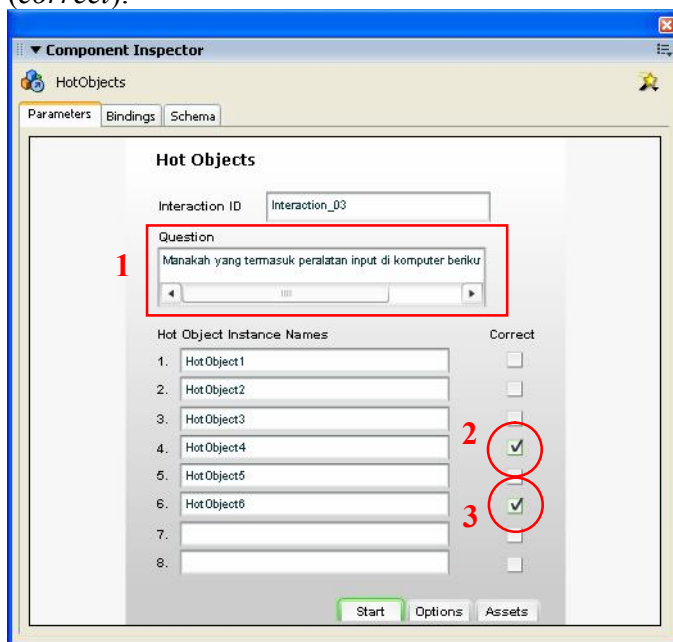 (correct).
Component Inspector
HotObjects
Parameters Bindings Schema
Hot Objects
Interaction ID Interaction_03
Question
1 Manakah yang termasuk peralatan input di komputer beriku
Hot Object Instance Names Correct
1. HotObject1
2. HotObject2
3. HotObject3
2
4. HotObject4
5. HotObject5
6. HotObject6
3
7.
8.
Start Options Assets